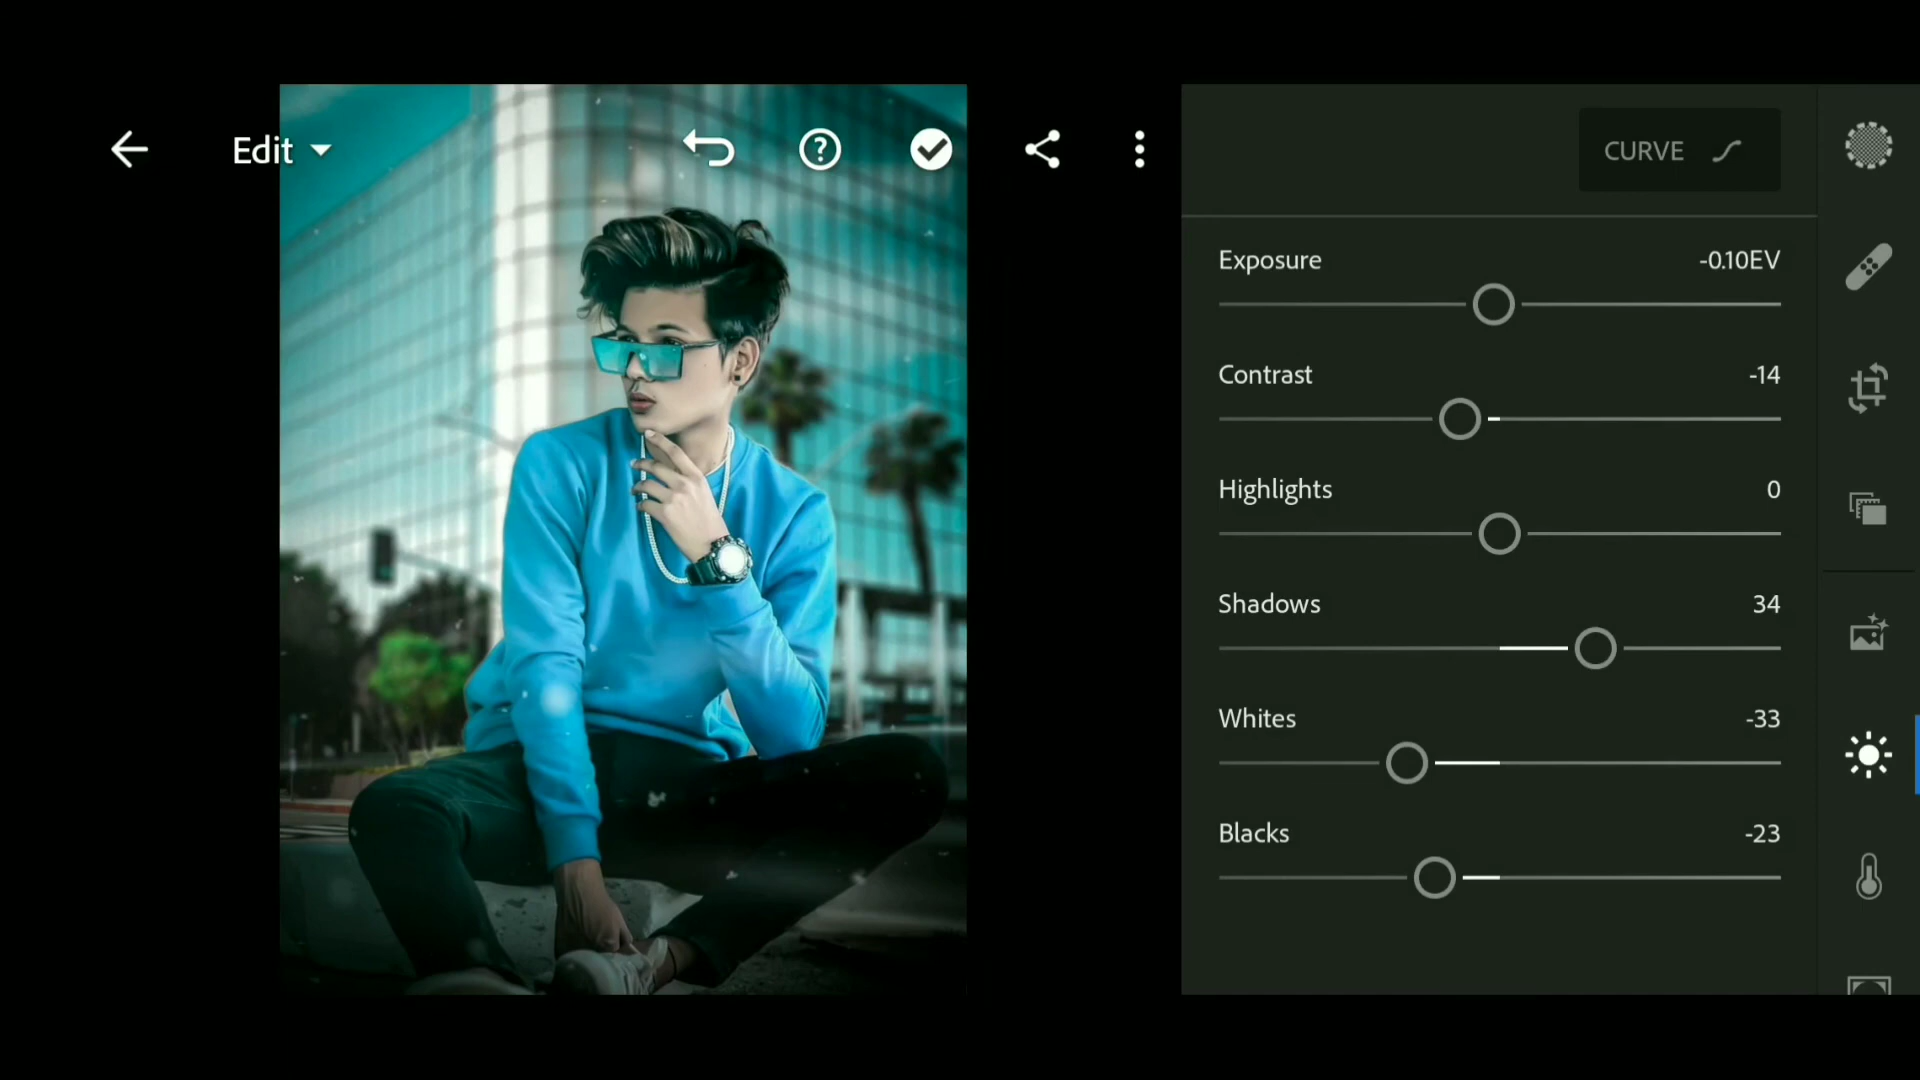 Edit
CURVE
Exposure -0.10EV
Contrast -14
Highlights 0
Shadows 34
Whites -33
Blacks -23